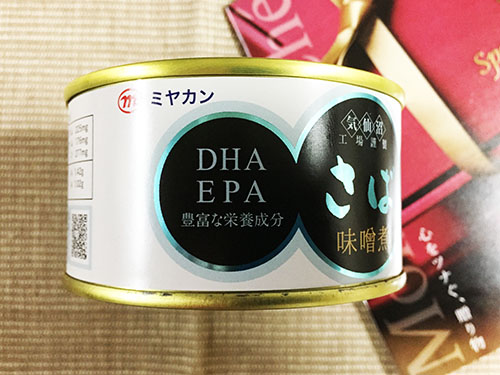 ミヤカン
DHA
EPA
豊富な栄養成分
気仙沼
工場謹製
さば
味噌煮
心をツナぐ、贈り物